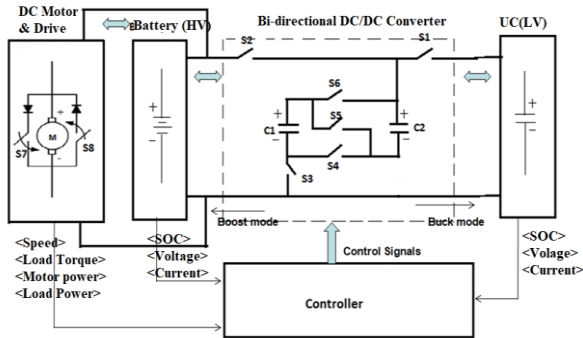 DC Motor
& Drive
Battery (HV)
Bi-directional DC/DC Converter
UC(LV)
S2
S1
S6
S5
S4
S3
C1
C2
+
−
+
−
+
−
+
−
+
-
M
S7
S8
Boost mode
Buck mode
<Speed>
<Load Torque>
<Motor power>
<Load Power>
<SOC>
<Voltage>
<Current>
Control Signals
Controller
<SOC>
<Volage>
<Current>